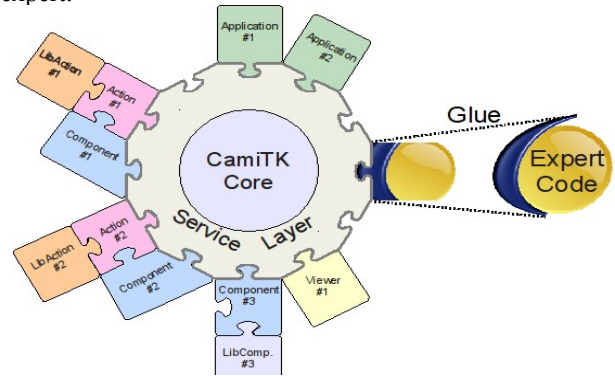 expert.
Application
#1
Application
#2
LibAction
#1
Action
#1
Component
#1
Glue
CamiTK
Core
Expert
Code
Service Layer
Action
#2
LibAction
#2
Component
#2
Component
#3
Viewer
#1
LibComp.
#3